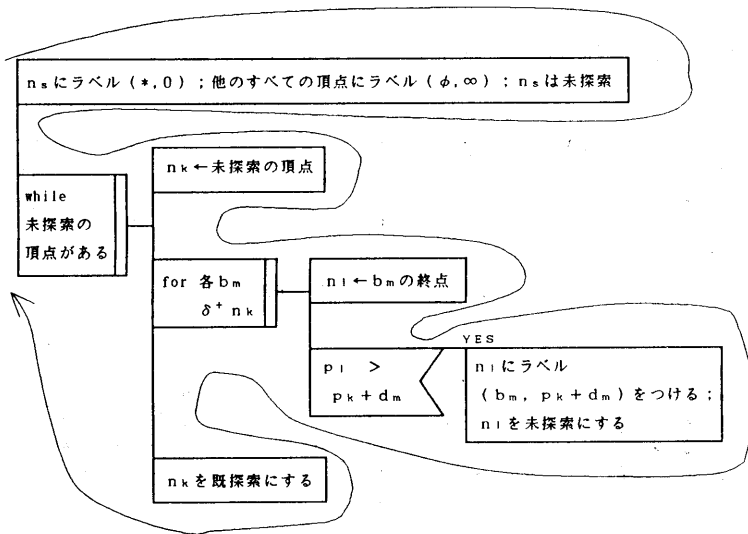 nsにラベル(*,0);他のすべての頂点にラベル(φ,∞);nsは未探索
while
未探索の
頂点がある
nk←未探索の頂点
for 各bm
δ+ nk
nl←bmの終点
pl >
pk+dm
YES
nlにラベル
(bm, pk+dm)をつける;
nlを未探索にする
nkを既探索にする